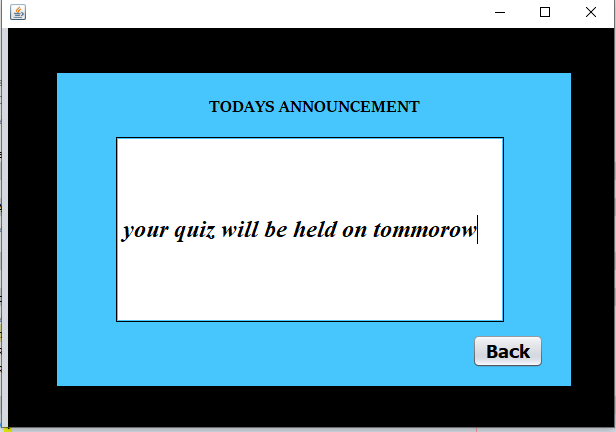 TODAYS ANNOUNCEMENT
your quiz will be held on tommorow
Back